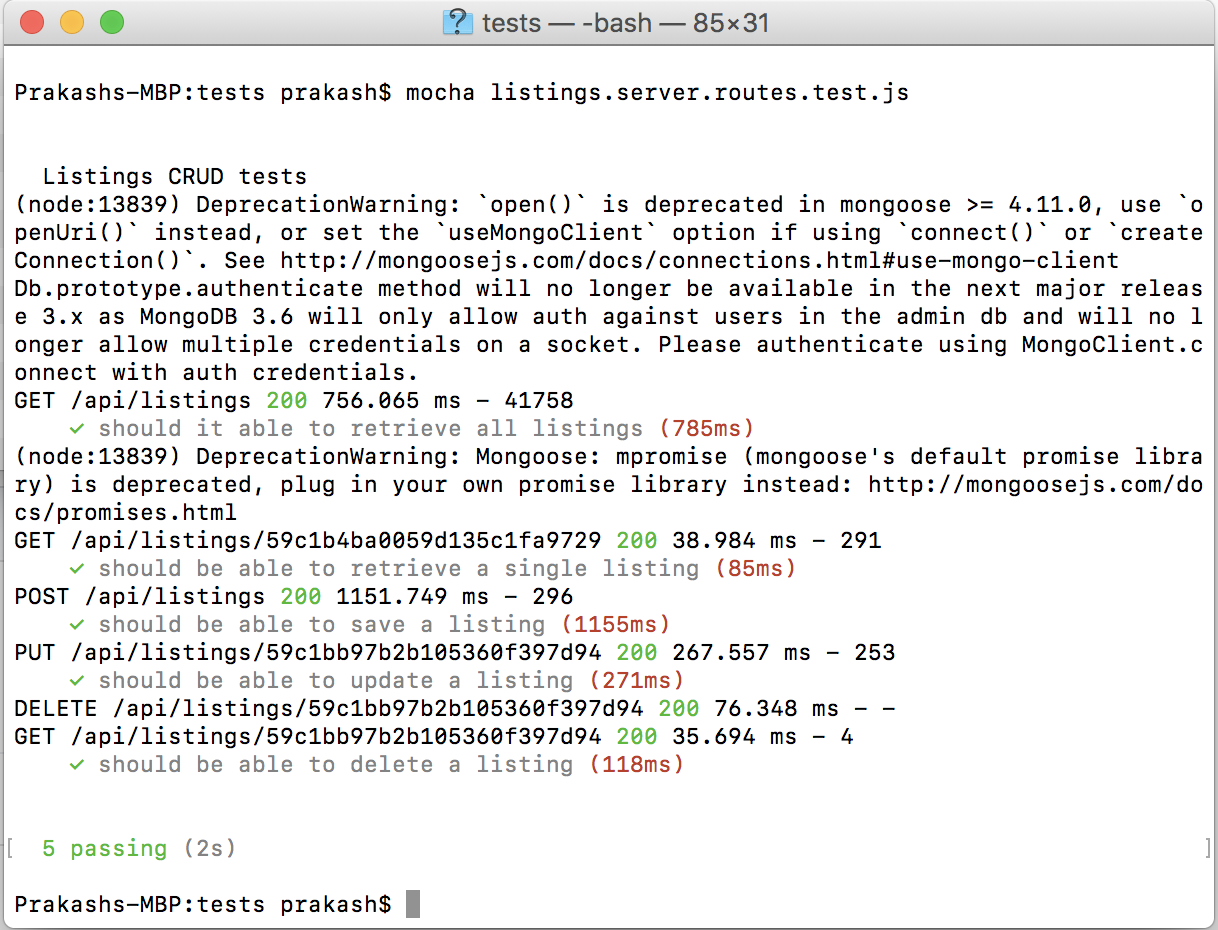 tests — -bash — 85×31
Prakashs-MBP:tests prakash$ mocha listings.server.routes.test.js
Listings CRUD tests
(node:13839) DeprecationWarning: `open()` is deprecated in mongoose >= 4.11.0, use `o
penUri()` instead, or set the `useMongoClient` option if using `connect()` or `create
Connection()`. See http://mongoosejs.com/docs/connections.html#use-mongo-client
Db.prototype.authenticate method will no longer be available in the next major releas
e 3.x as MongoDB 3.6 will only allow auth against users in the admin db and will no l
onger allow multiple credentials on a socket. Please authenticate using MongoClient.c
onnect with auth credentials.
GET /api/listings 200 756.065 ms - 41758
✓ should it able to retrieve all listings (785ms)
(node:13839) DeprecationWarning: Mongoose: mpromise (mongoose's default promise libra
ry) is deprecated, plug in your own promise library instead: http://mongoosejs.com/do
cs/promises.html
GET /api/listings/59c1b4ba0059d135c1fa9729 200 38.984 ms - 291
✓ should be able to retrieve a single listing (85ms)
POST /api/listings 200 1151.749 ms - 296
✓ should be able to save a listing (1155ms)
PUT /api/listings/59c1bb97b2b105360f397d94 200 267.557 ms - 253
✓ should be able to update a listing (271ms)
DELETE /api/listings/59c1bb97b2b105360f397d94 200 76.348 ms - -
GET /api/listings/59c1bb97b2b105360f397d94 200 35.694 ms - 4
✓ should be able to delete a listing (118ms)
[ 5 passing (2s) ]
Prakashs-MBP:tests prakash$